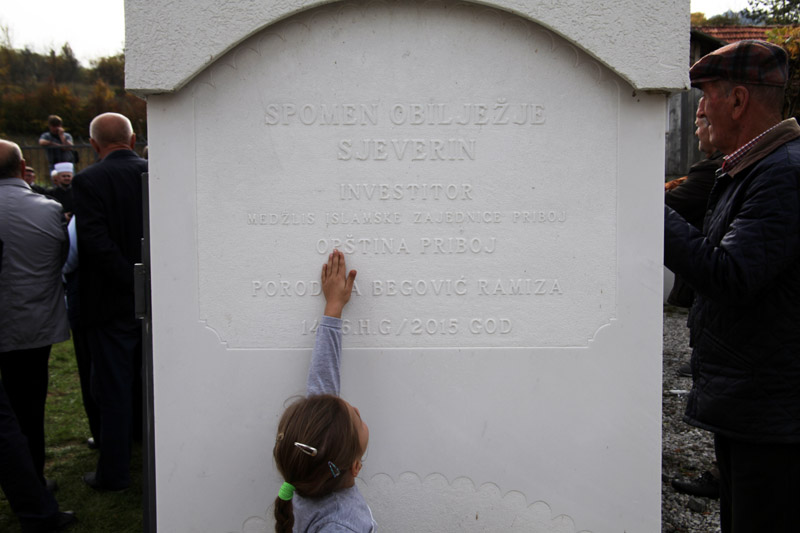 SPOMEN OBILJEŽJE
SJEVERIN
INVESTITOR
MEDŽLIS ISLAMSKE ZAJEDNICE PRIBOJ
OPŠTINA PRIBOJ
BEGOVIĆ RAMIZA
H.G./2015 GOD.